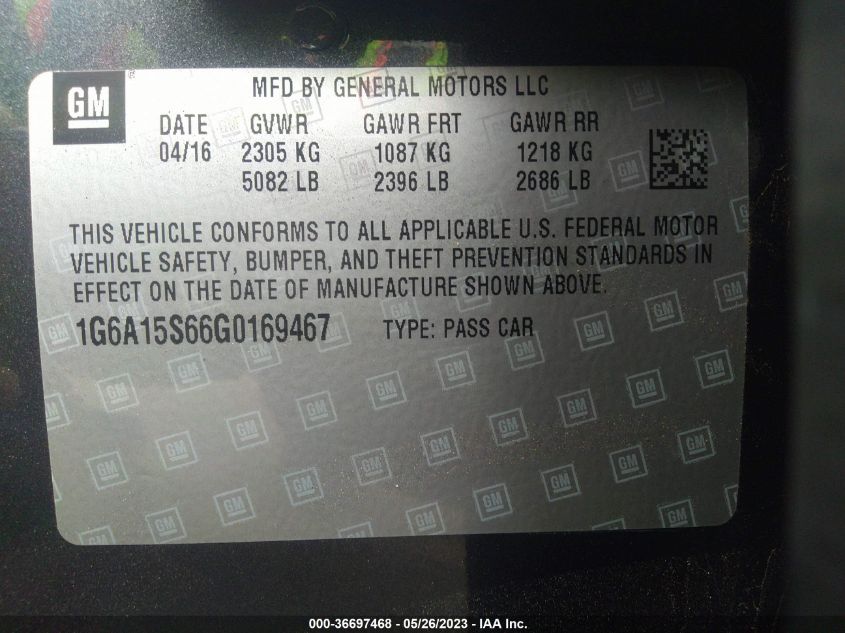 GM
MFD BY GENERAL MOTORS LLC
DATE GVWR GAWR FRT GAWR RR
04/16 2305 KG 1087 KG 1218 KG
5082 LB 2396 LB 2686 LB
THIS VEHICLE CONFORMS TO ALL APPLICABLE U.S. FEDERAL MOTOR
VEHICLE SAFETY, BUMPER, AND THEFT PREVENTION STANDARDS IN
EFFECT ON THE DATE OF MANUFACTURE SHOWN ABOVE.
1G6A15S66G0169467 TYPE: PASS CAR
000-36697468 - 05/26/2023 - IAA Inc.